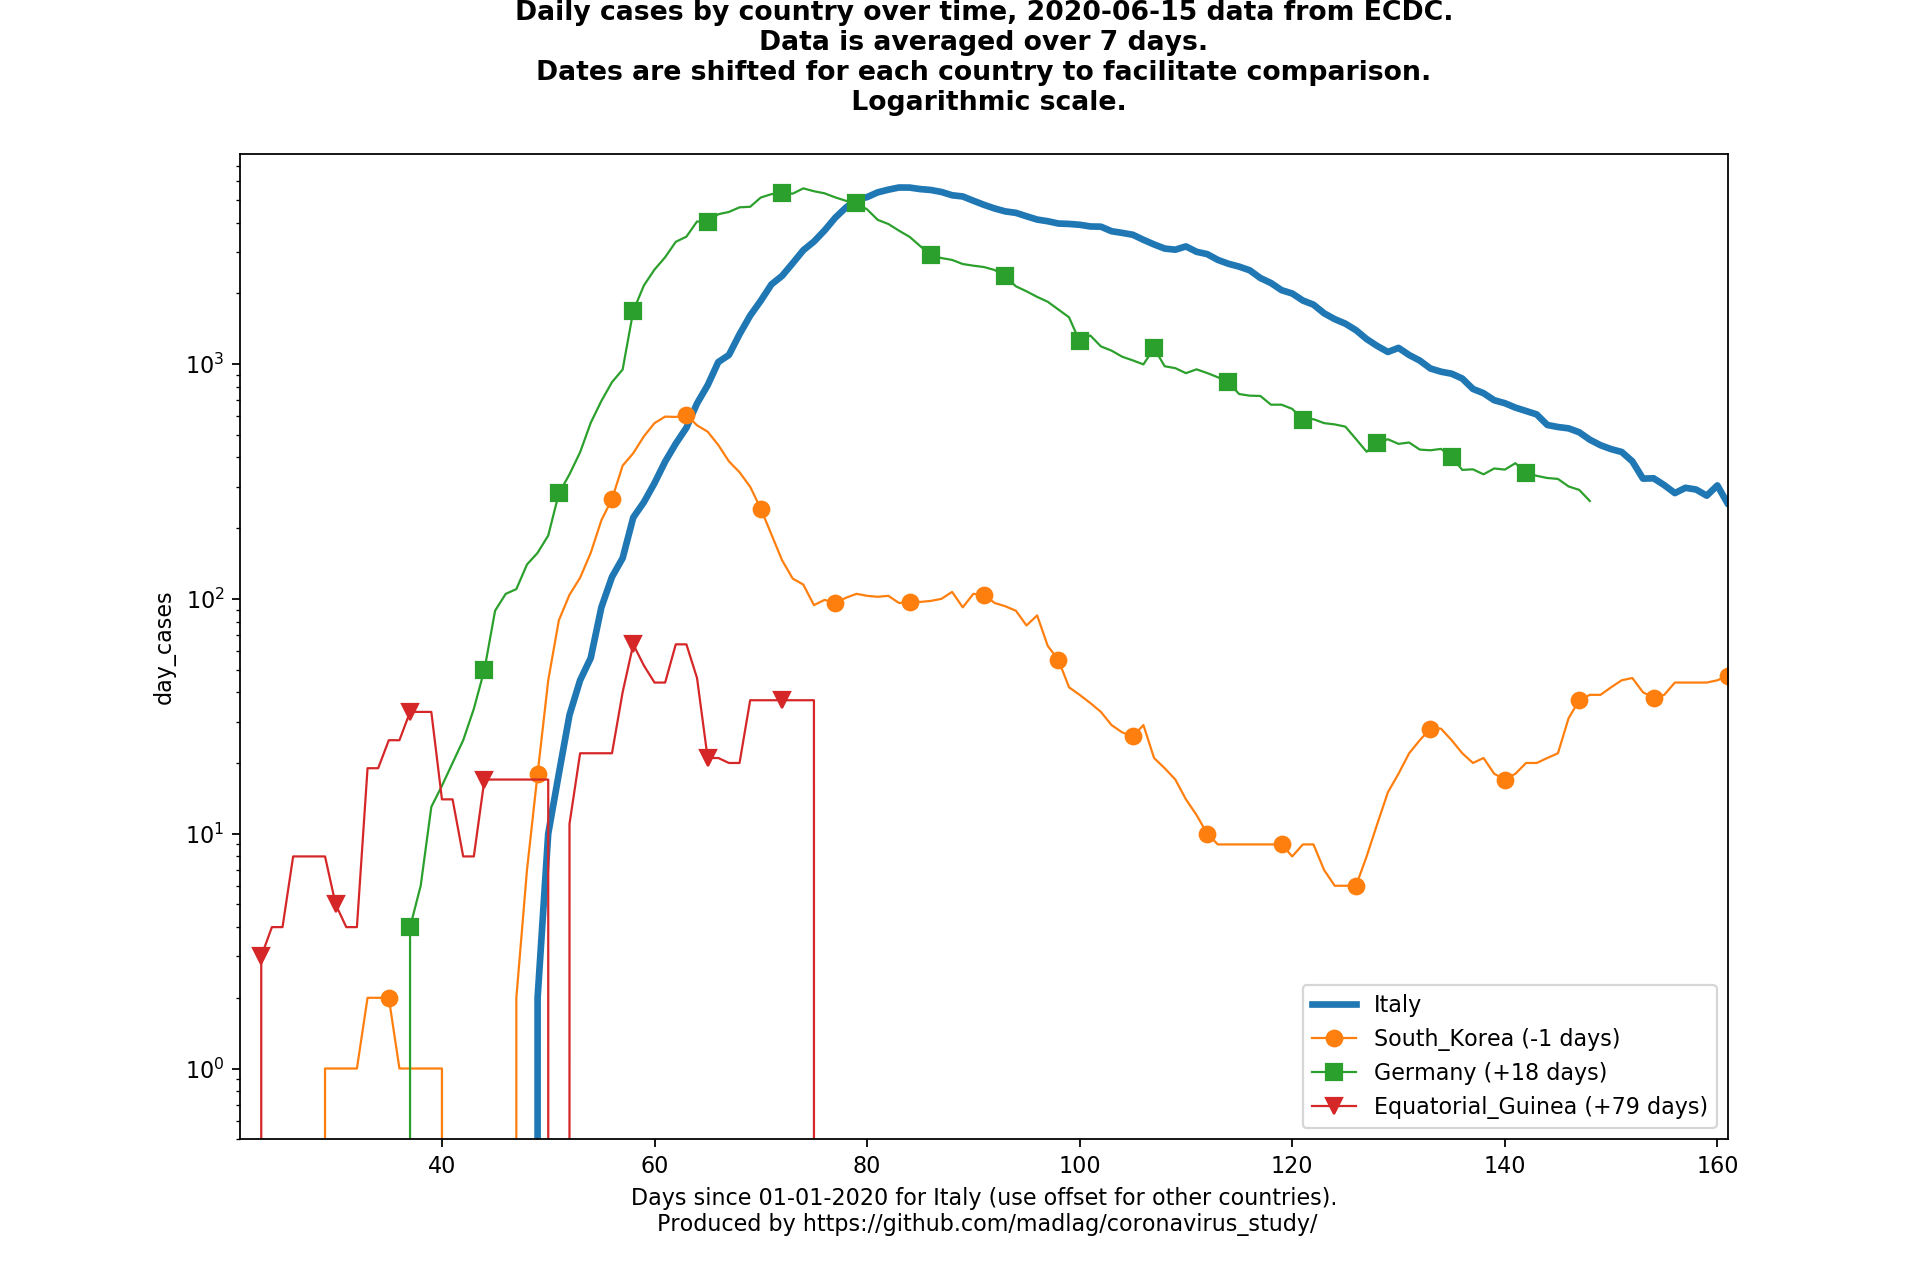 Daily cases by country over time, 2020-06-15 data from ECDC.
Data is averaged over 7 days.
Dates are shifted for each country to facilitate comparison.
Logarithmic scale.
10³
10²
10¹
10⁰
day_cases
40 60 80 100 120 140 160
Days since 01-01-2020 for Italy (use offset for other countries).
Produced by https://github.com/madlag/coronavirus_study/
Italy
South_Korea (-1 days)
Germany (+18 days)
Equatorial_Guinea (+79 days)